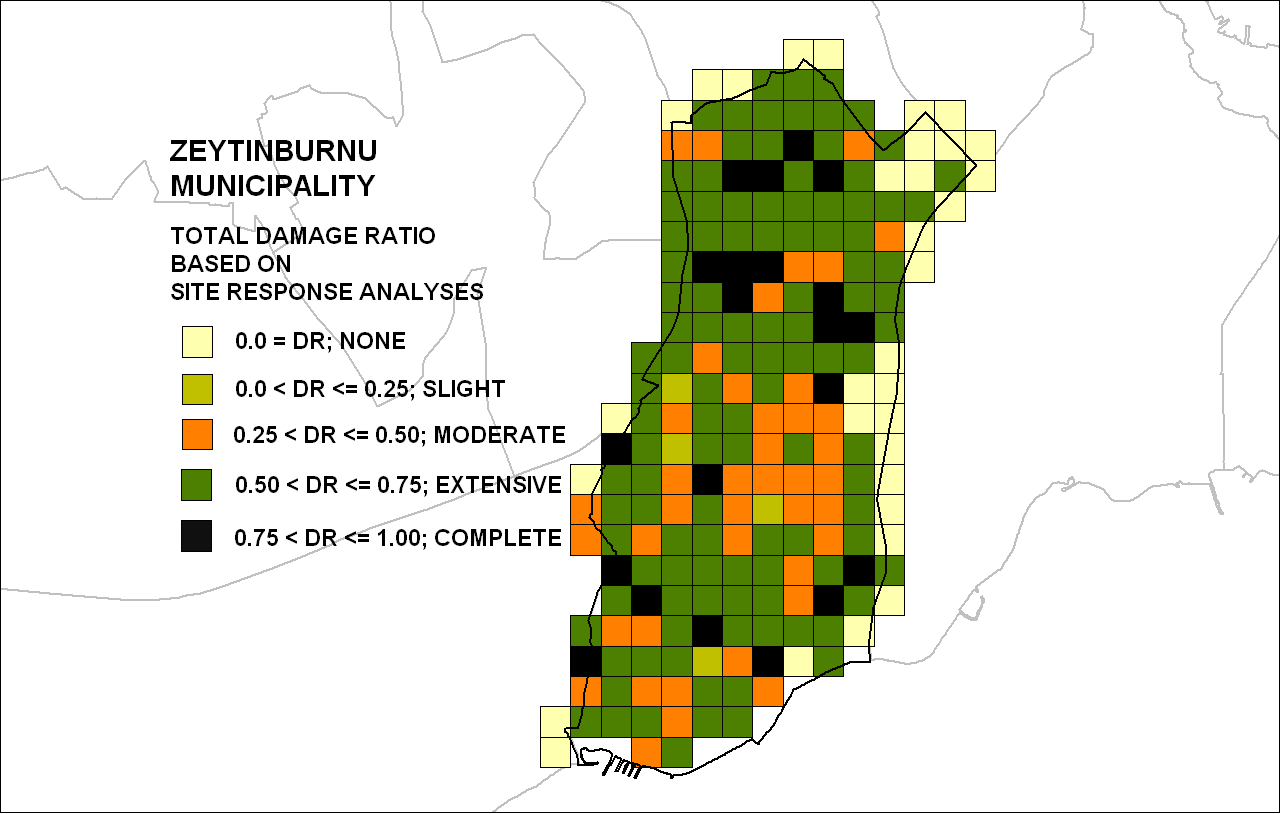 ZEYTINBURNU
MUNICIPALITY
TOTAL DAMAGE RATIO
BASED ON
SITE RESPONSE ANALYSES
0.0 = DR; NONE
0.0 < DR <= 0.25; SLIGHT
0.25 < DR <= 0.50; MODERATE
0.50 < DR <= 0.75; EXTENSIVE
0.75 < DR <= 1.00; COMPLETE